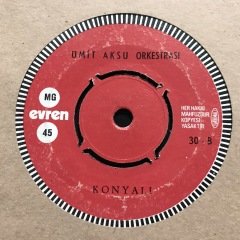 ÜMİT AKSU ORKESTRASI
MG
evren
45
HER HAKKI
MAHFUZDUR
KOPYESİ
YASAKTIR
30 - B
KONYALI